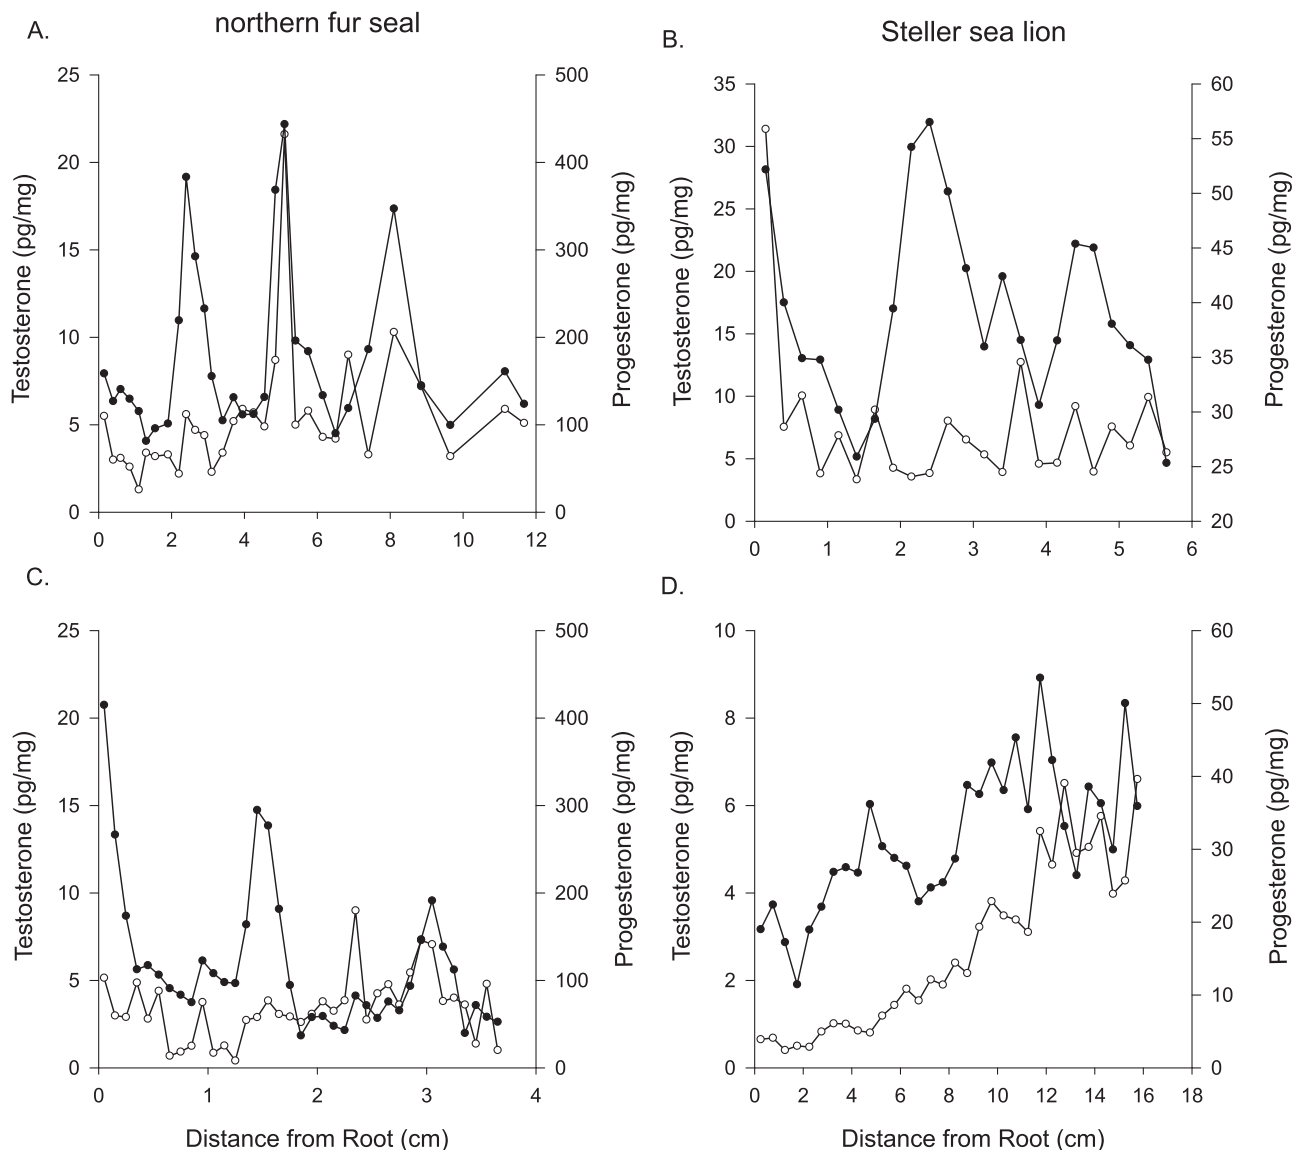 A.
northern fur seal
B.
Steller sea lion
25
20
15
10
5
0
Testosterone (pg/mg)
500
400
300
200
100
0
Progesterone (pg/mg)
0 2 4 6 8 10 12
35
30
25
20
15
10
5
0
Testosterone (pg/mg)
60
55
50
45
40
35
30
25
20
Progesterone (pg/mg)
0 1 2 3 4 5 6
C.
25
20
15
10
5
0
Testosterone (pg/mg)
500
400
300
200
100
0
Progesterone (pg/mg)
0 1 2 3 4
Distance from Root (cm)
D.
10
8
6
4
2
0
Testosterone (pg/mg)
60
50
40
30
20
10
0
Progesterone (pg/mg)
0 2 4 6 8 10 12 14 16 18
Distance from Root (cm)